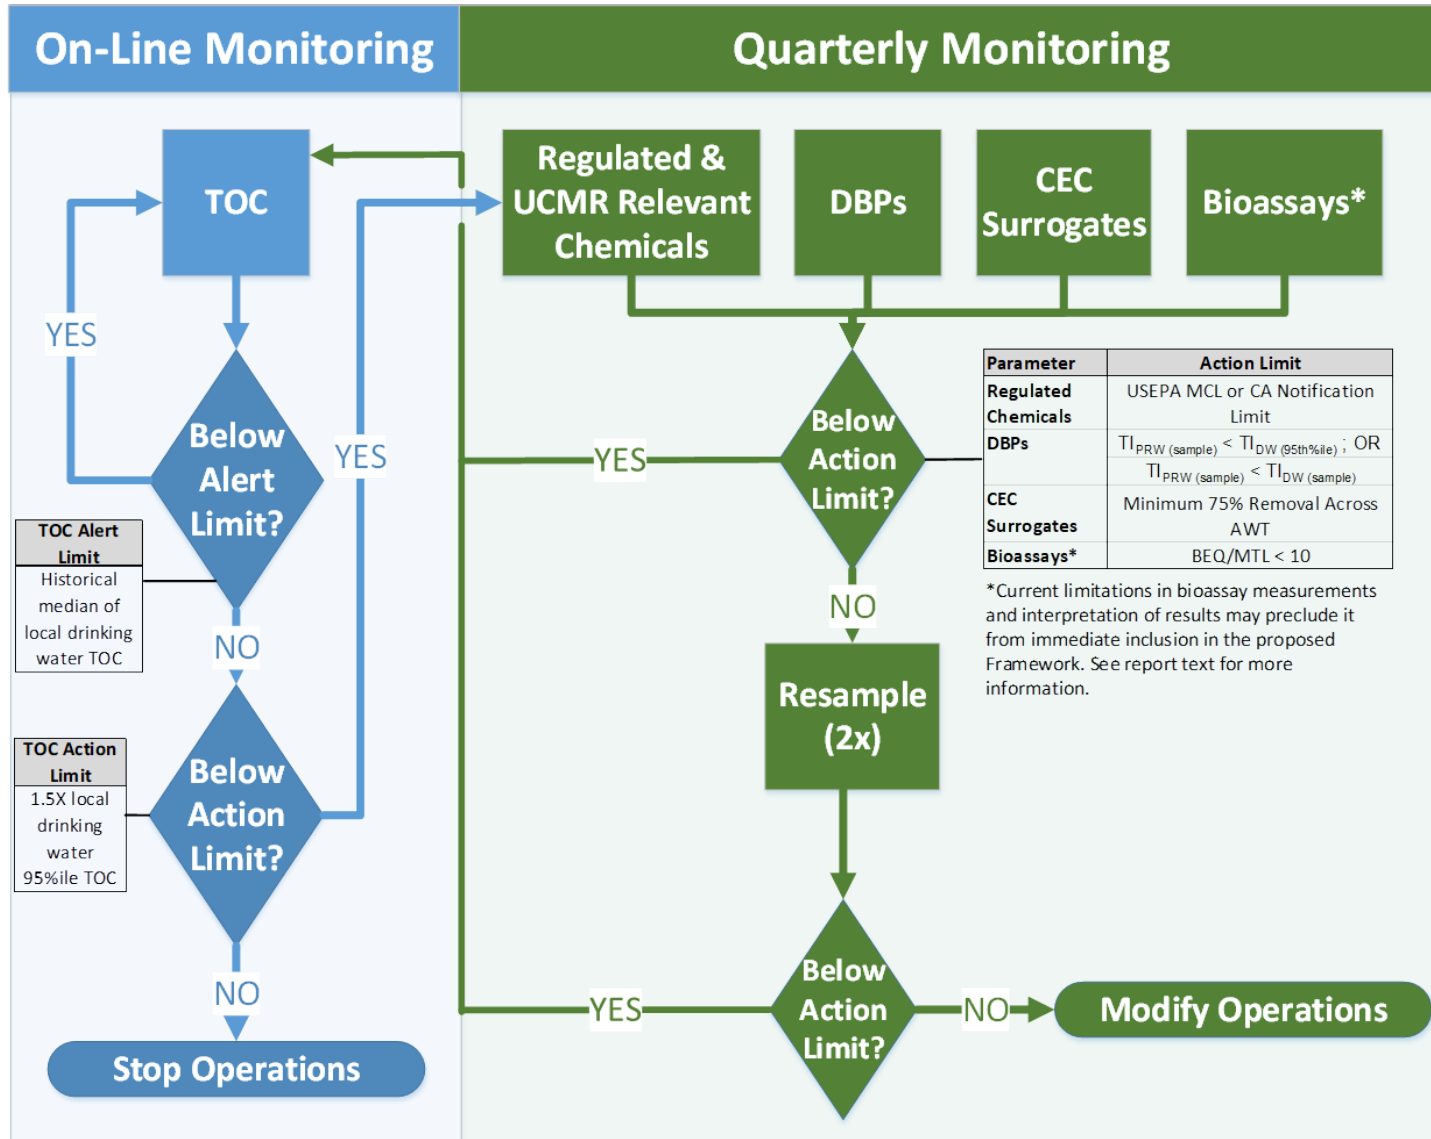 On-Line Monitoring
Quarterly Monitoring
TOC
YES
Below
Alert
Limit?
TOC Alert
Limit
Historical
median of
local drinking
water TOC
NO
YES
TOC Action
Limit
1.5X local
drinking
water
95%ile TOC
Below
Action
Limit?
NO
Stop Operations
Regulated &
UCMR Relevant
Chemicals
DBPs
CEC
Surrogates
Bioassays*
Below
Action
Limit?
YES
Parameter Action Limit
Regulated Chemicals USEPA MCL or CA Notification Limit
DBPs TIPRW (sample) < TIDW (95th%ile) ; OR
TIPRW (sample) < TIDW (sample)
CEC Surrogates Minimum 75% Removal Across AWT
Bioassays* BEQ/MTL < 10
*Current limitations in bioassay measurements
and interpretation of results may preclude it
from immediate inclusion in the proposed
Framework. See report text for more
information.
NO
Resample
(2x)
Below
Action
Limit?
YES
NO
Modify Operations